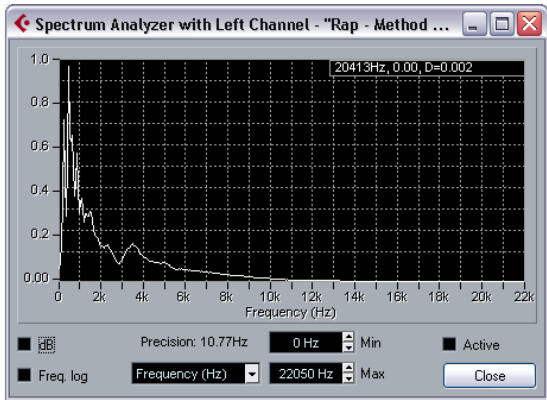 Spectrum Analyzer with Left Channel - "Rap - Method ...
20413Hz, 0.00, D=0.002
1.0
0.8
0.6
0.4
0.2
0.00
0 2k 4k 6k 8k 10k 12k 14k 16k 18k 20k 22k
Frequency (Hz)
dB Precision: 10.77Hz 0 Hz Min Active
Freq. log Frequency (Hz) 22050 Hz Max Close